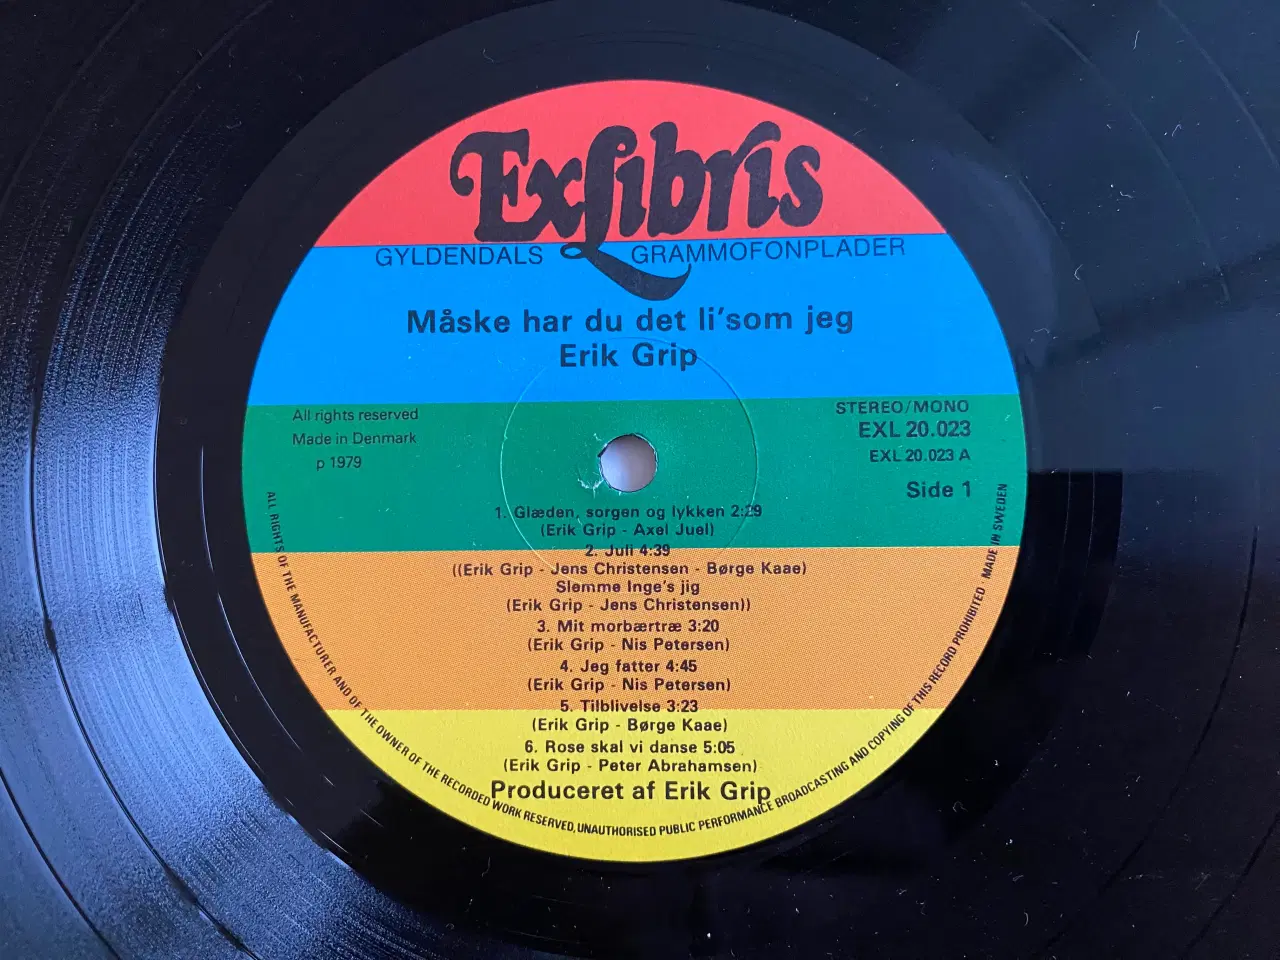 Exlibris
GYLDENDALS GRAMMOFONPLADER
Måske har du det li'som jeg
Erik Grip
All rights reserved
Made in Denmark
p 1979
STEREO/MONO
EXL 20.023
EXL 20.023 A
Side 1
1. Glæden, sorgen og lykken 2:29
(Erik Grip - Axel Juel)
2. Juli 4:39
((Erik Grip - Jens Christensen - Børge Kaae)
Slemme Inge's jig
(Erik Grip - Jens Christensen))
3. Mit morbærtræ 3:20
(Erik Grip - Nis Petersen)
4. Jeg fatter 4:45
(Erik Grip - Nis Petersen)
5. Tilblivelse 3:23
(Erik Grip - Børge Kaae)
6. Rose skal vi danse 5:05
(Erik Grip - Peter Abrahamsen)
Produceret af Erik Grip
ALL RIGHTS OF THE MANUFACTURER AND OF THE OWNER OF THE RECORDED WORK RESERVED, UNAUTHORISED PUBLIC PERFORMANCE BROADCASTING AND COPYING OF THIS RECORD PROHIBITED · MADE IN SWEDEN